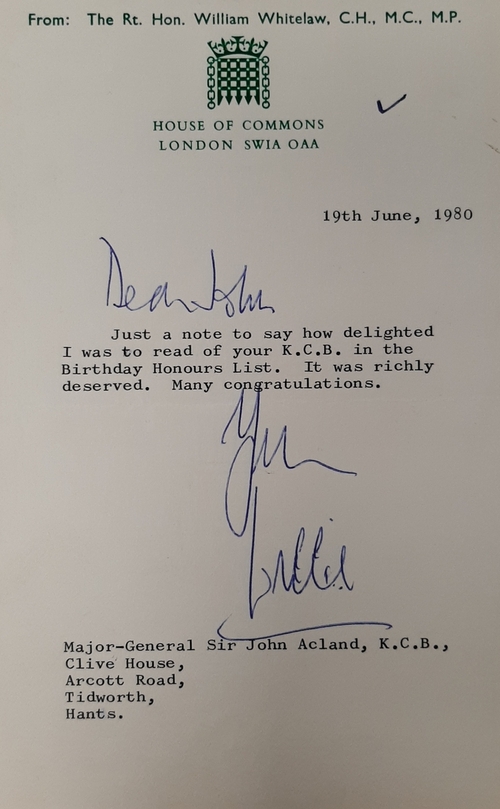 From: The Rt. Hon. William Whitelaw, C.H., M.C., M.P.
HOUSE OF COMMONS
LONDON SW1A 0AA
19th June, 1980
Dear John
Just a note to say how delighted
I was to read of your K.C.B. in the
Birthday Honours List. It was richly
deserved. Many congratulations.
Willie
Major-General Sir John Acland, K.C.B.,
Clive House,
Arcott Road,
Tidworth,
Hants.